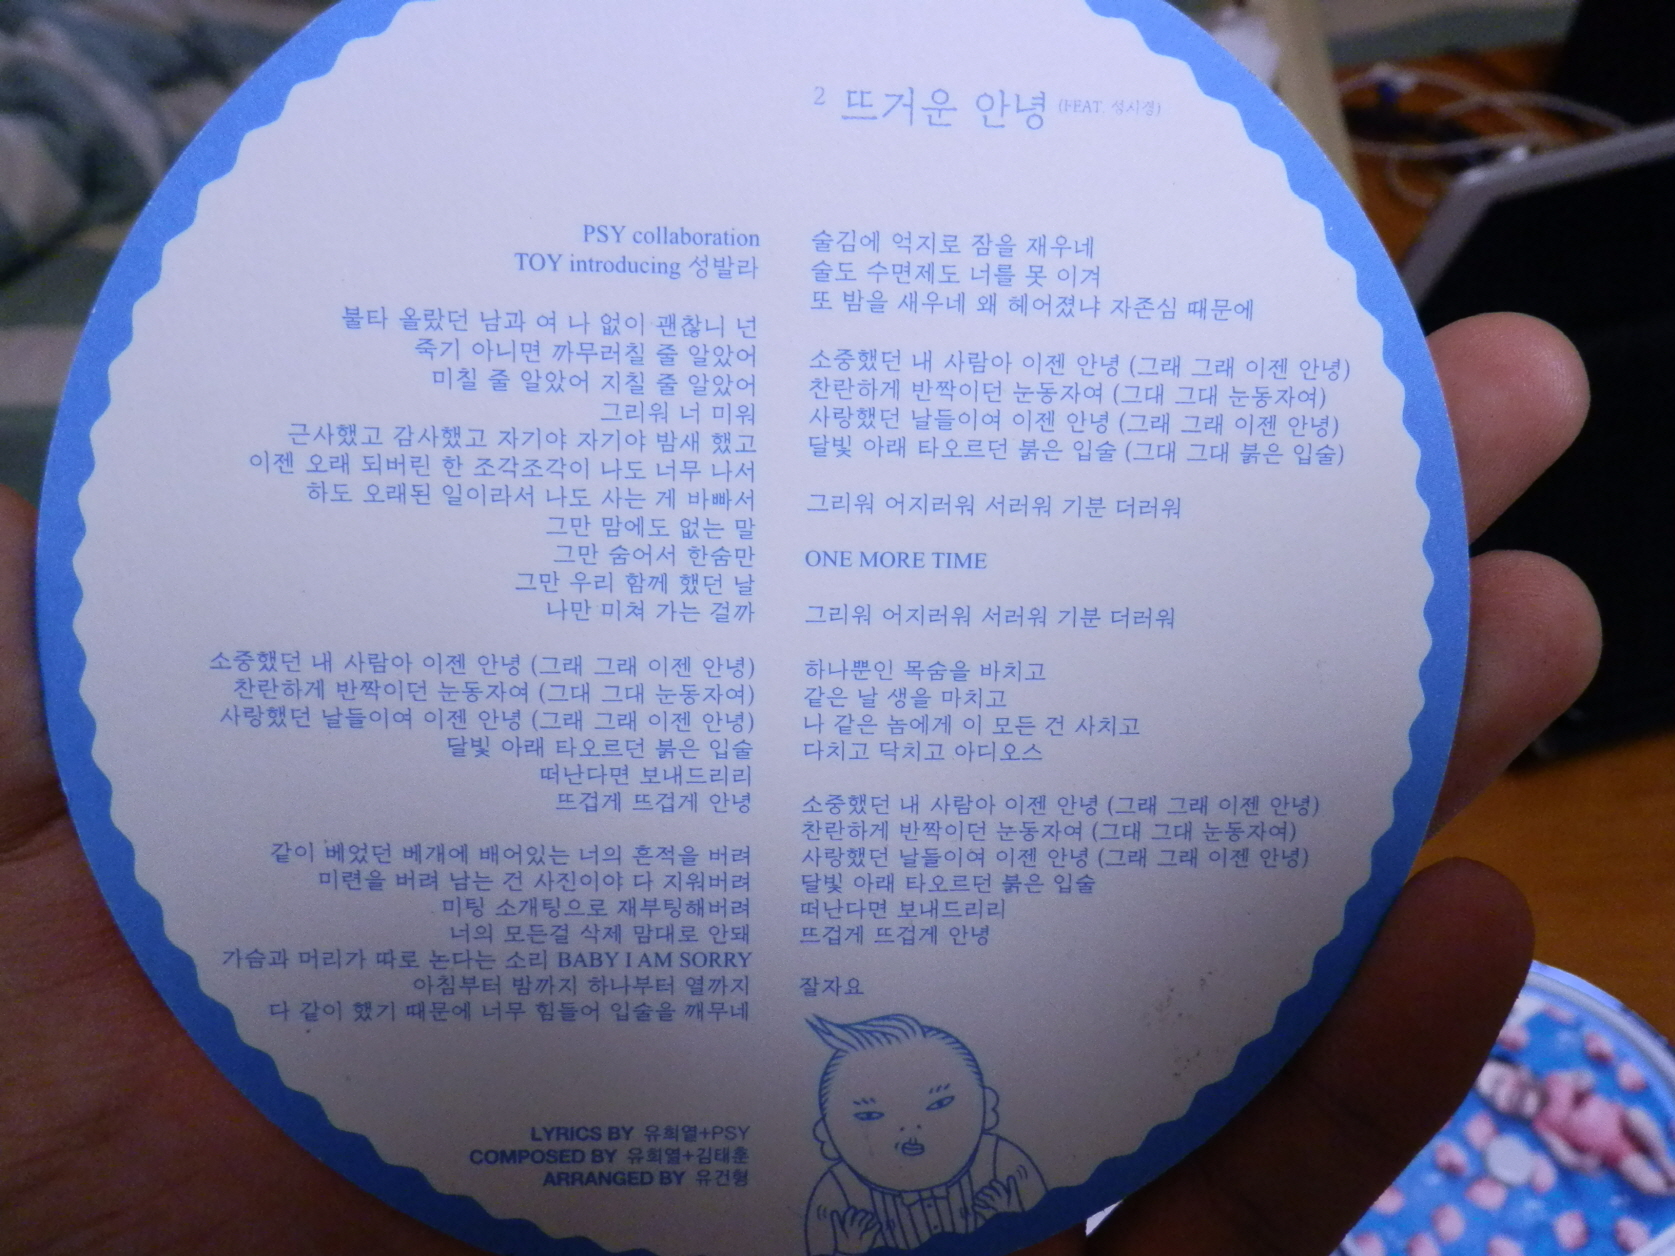 2 뜨거운 안녕 (FEAT. 성시경)
PSY collaboration
TOY introducing 성발라
불타 올랐던 남과 여 나 없이 괜찮니 넌
죽기 아니면 까무러칠 줄 알았어
미칠 줄 알았어 지칠 줄 알았어
그리워 너 미워
근사했고 감사했고 자기야 자기야 밤새 했고
이젠 오래 되버린 한 조각조각이 나도 너무 나서
하도 오래된 일이라서 나도 사는 게 바빠서
그만 맘에도 없는 말
그만 숨어서 한숨만
그만 우리 함께 했던 날
나만 미쳐 가는 걸까
소중했던 내 사람아 이젠 안녕 (그래 그래 이젠 안녕)
찬란하게 반짝이던 눈동자여 (그대 그대 눈동자여)
사랑했던 날들이여 이젠 안녕 (그래 그래 이젠 안녕)
달빛 아래 타오르던 붉은 입술
떠난다면 보내드리리
뜨겁게 뜨겁게 안녕
같이 베었던 베개에 배어있는 너의 흔적을 버려
미련을 버려 남는 건 사진이야 다 지워버려
미팅 소개팅으로 재부팅해버려
너의 모든걸 삭제 맘대로 안돼
가슴과 머리가 따로 논다는 소리 BABY I AM SORRY
아침부터 밤까지 하나부터 열까지
다 같이 했기 때문에 너무 힘들어 입술을 깨무네
LYRICS BY 유희열+PSY
COMPOSED BY 유희열+김태훈
ARRANGED BY 유건형
술김에 억지로 잠을 재우네
술도 수면제도 너를 못 이겨
또 밤을 새우네 왜 헤어졌냐 자존심 때문에
소중했던 내 사람아 이젠 안녕 (그래 그래 이젠 안녕)
찬란하게 반짝이던 눈동자여 (그대 그대 눈동자여)
사랑했던 날들이여 이젠 안녕 (그래 그래 이젠 안녕)
달빛 아래 타오르던 붉은 입술 (그대 그대 붉은 입술)
그리워 어지러워 서러워 기분 더러워
ONE MORE TIME
그리워 어지러워 서러워 기분 더러워
하나뿐인 목숨을 바치고
같은 날 생을 마치고
나 같은 놈에게 이 모든 건 사치고
다치고 닥치고 아디오스
소중했던 내 사람아 이젠 안녕 (그래 그래 이젠 안녕)
찬란하게 반짝이던 눈동자여 (그대 그대 눈동자여)
사랑했던 날들이여 이젠 안녕 (그래 그래 이젠 안녕)
달빛 아래 타오르던 붉은 입술
떠난다면 보내드리리
뜨겁게 뜨겁게 안녕
잘자요